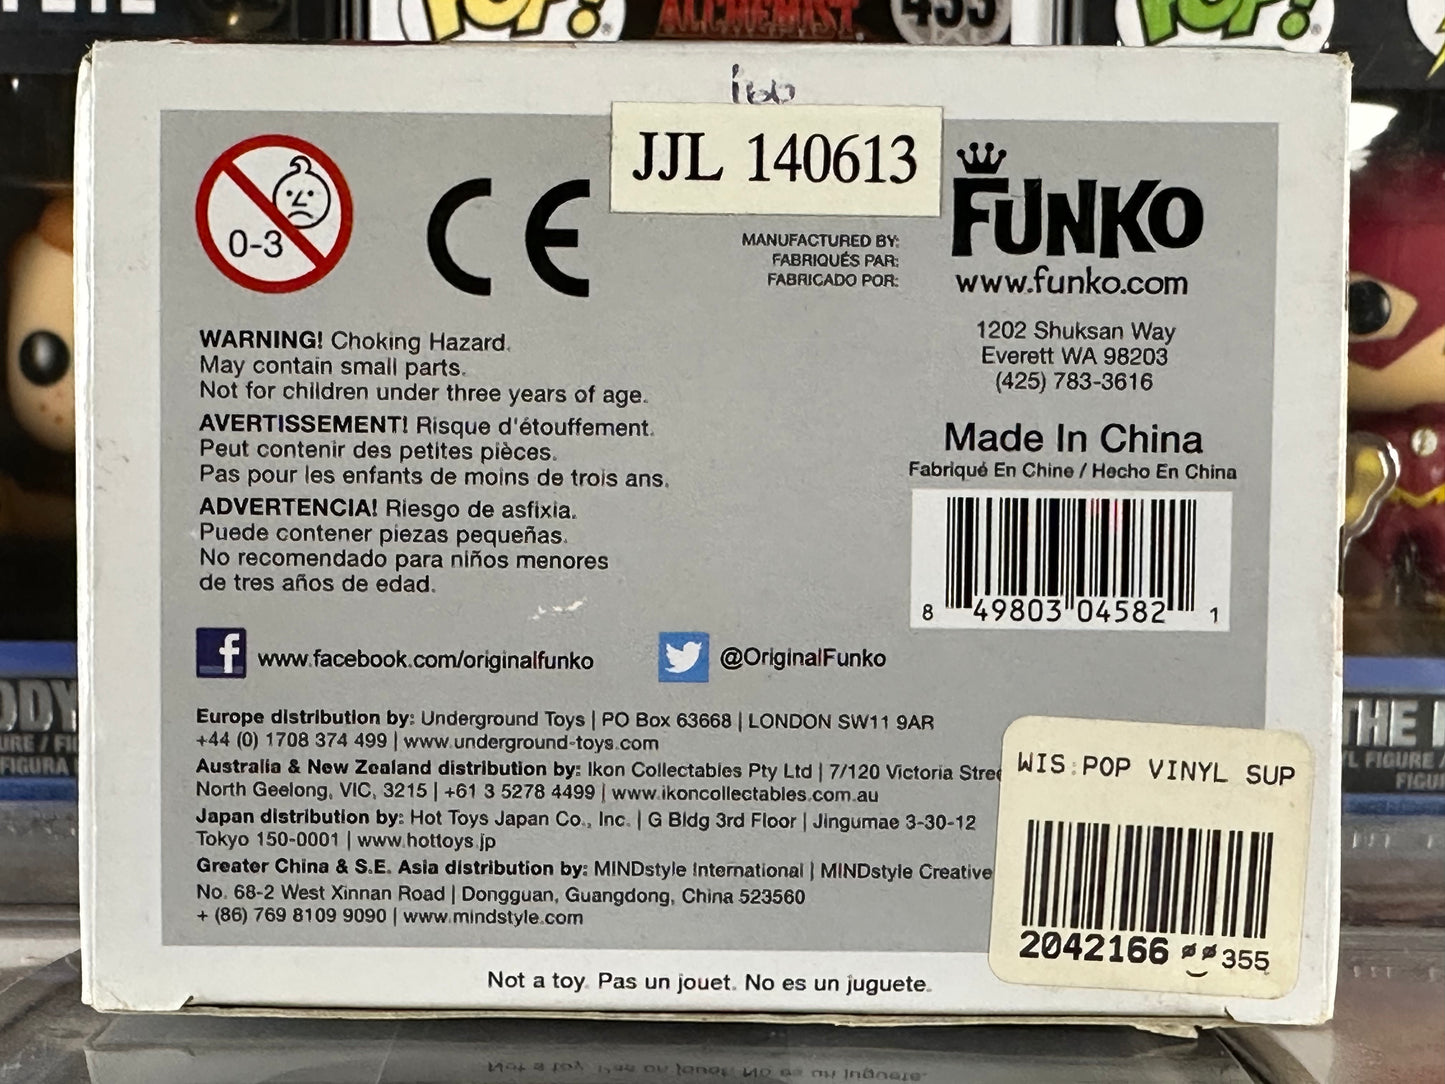 POP!
ALCHEMIST
455
POP!
JJL 140613
0-3
CE
MANUFACTURED BY:
FABRIQUÉS PAR:
FABRICADO POR:
FUNKO
www.funko.com
1202 Shuksan Way
Everett WA 98203
(425) 783-3616
WARNING! Choking Hazard.
May contain small parts.
Not for children under three years of age.
AVERTISSEMENT! Risque d'étouffement.
Peut contenir des petites pièces.
Pas pour les enfants de moins de trois ans.
ADVERTENCIA! Riesgo de asfixia.
Puede contener piezas pequeñas.
No recomendado para niños menores
de tres años de edad.
Made In China
Fabriqué En Chine / Hecho En China
8 49803 04582 1
f www.facebook.com/originalfunko
@OriginalFunko
Europe distribution by: Underground Toys | PO Box 63668 | LONDON SW11 9AR
+44 (0) 1708 374 499 | www.underground-toys.com
Australia & New Zealand distribution by: Ikon Collectables Pty Ltd | 7/120 Victoria Stree
North Geelong, VIC, 3215 | +61 3 5278 4499 | www.ikoncollectables.com.au
Japan distribution by: Hot Toys Japan Co., Inc. | G Bldg 3rd Floor | Jingumae 3-30-12
Tokyo 150-0001 | www.hottoys.jp
Greater China & S.E. Asia distribution by: MINDstyle International | MINDstyle Creative
No. 68-2 West Xinnan Road | Dongguan, Guangdong, China 523560
+ (86) 769 8109 9090 | www.mindstyle.com
WIS:POP VINYL SUP
2042166 355
Not a toy. Pas un jouet. No es un juguete.
THE
FIGURA